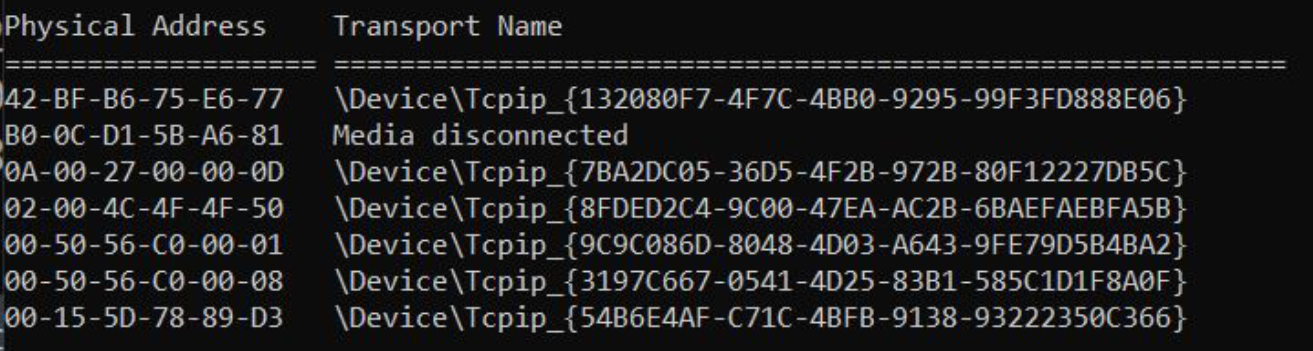 Physical Address    Transport Name
=================== ==========================================================
42-BF-B6-75-E6-77   \Device\Tcpip_{132080F7-4F7C-4BB0-9295-99F3FD888E06}
B0-0C-D1-5B-A6-81   Media disconnected
0A-00-27-00-00-0D   \Device\Tcpip_{7BA2DC05-36D5-4F2B-972B-80F12227DB5C}
02-00-4C-4F-4F-50   \Device\Tcpip_{8FDED2C4-9C00-47EA-AC2B-6BAEFAEBFA5B}
00-50-56-C0-00-01   \Device\Tcpip_{9C9C086D-8048-4D03-A643-9FE79D5B4BA2}
00-50-56-C0-00-08   \Device\Tcpip_{3197C667-0541-4D25-83B1-585C1D1F8A0F}
00-15-5D-78-89-D3   \Device\Tcpip_{54B6E4AF-C71C-4BFB-9138-93222350C366}